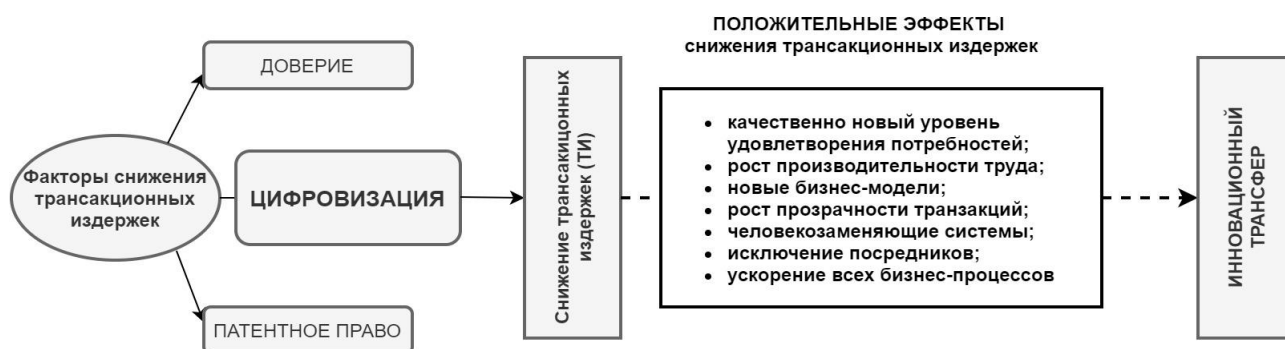 ДОВЕРИЕ
Факторы снижения
трансакционных
издержек
ЦИФРОВИЗАЦИЯ
ПАТЕНТНОЕ ПРАВО
Снижение трансакицонных
издержек (ТИ)
ПОЛОЖИТЕЛЬНЫЕ ЭФФЕКТЫ
снижения трансакционных издержек
• качественно новый уровень
удовлетворения потребностей;
• рост производительности труда;
• новые бизнес-модели;
• рост прозрачности транзакций;
• человекозаменяющие системы;
• исключение посредников;
• ускорение всех бизнес-процессов
ИННОВАЦИОННЫЙ
ТРАНСФЕР